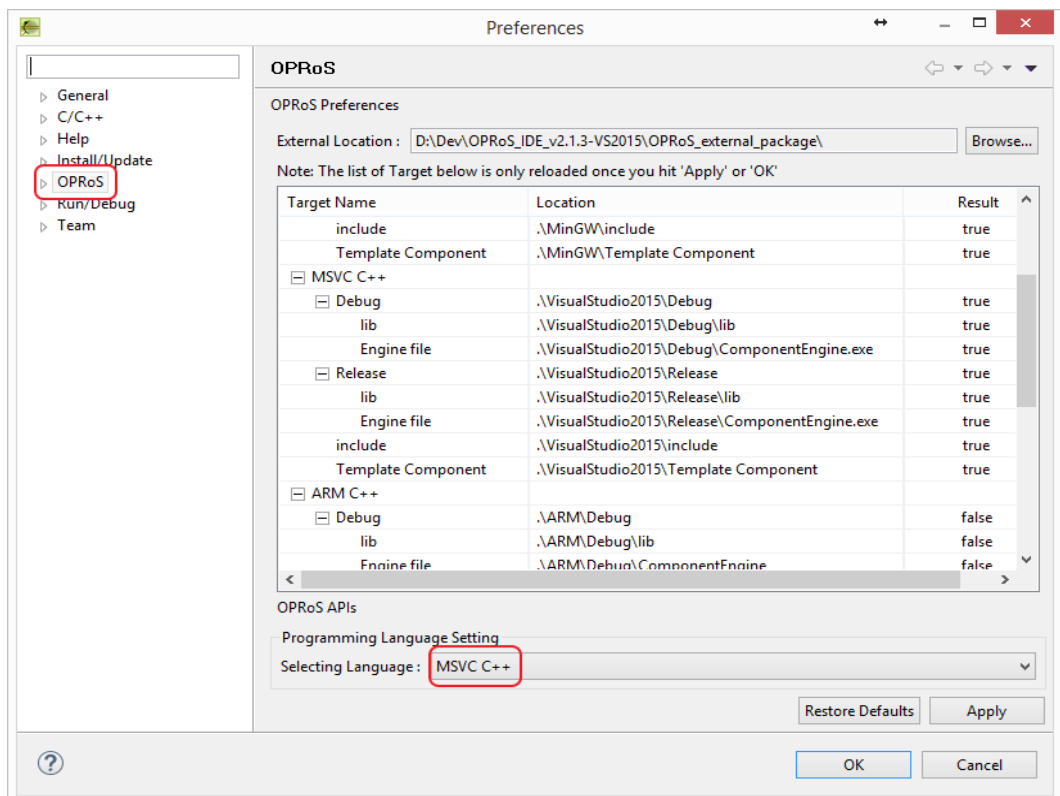 Preferences
OPRoS
General
C/C++
Help
Install/Update
OPRoS
Run/Debug
Team
OPRoS Preferences
External Location : D:\Dev\OPRoS_IDE_v2.1.3-VS2015\OPRoS_external_package\ Browse...
Note: The list of Target below is only reloaded once you hit 'Apply' or 'OK'
Target Name Location Result
include .\MinGW\include true
Template Component .\MinGW\Template Component true
MSVC C++
Debug .\VisualStudio2015\Debug true
lib .\VisualStudio2015\Debug\lib true
Engine file .\VisualStudio2015\Debug\ComponentEngine.exe true
Release .\VisualStudio2015\Release true
lib .\VisualStudio2015\Release\lib true
Engine file .\VisualStudio2015\Release\ComponentEngine.exe true
include .\VisualStudio2015\include true
Template Component .\VisualStudio2015\Template Component true
ARM C++
Debug .\ARM\Debug false
lib .\ARM\Debug\lib false
Engine file .\ARM\Debug\ComponentEngine false
OPRoS APIs
Programming Language Setting
Selecting Language : MSVC C++
Restore Defaults Apply
OK Cancel